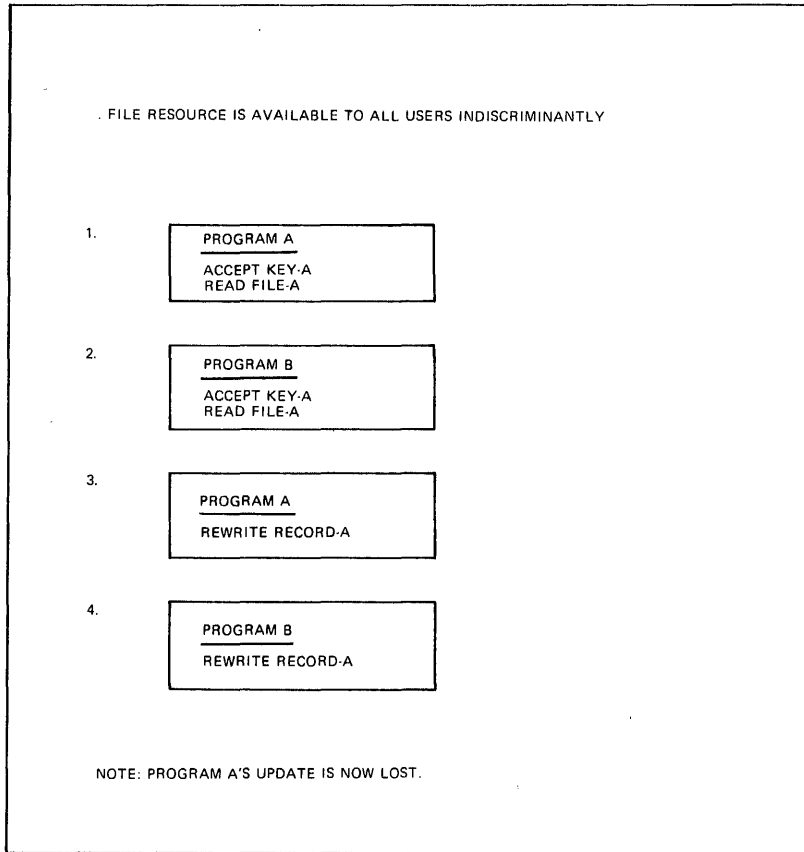 . FILE RESOURCE IS AVAILABLE TO ALL USERS INDISCRIMINANTLY
1.
PROGRAM A
ACCEPT KEY-A
READ FILE-A
2.
PROGRAM B
ACCEPT KEY-A
READ FILE-A
3.
PROGRAM A
REWRITE RECORD-A
4.
PROGRAM B
REWRITE RECORD-A
NOTE: PROGRAM A'S UPDATE IS NOW LOST.